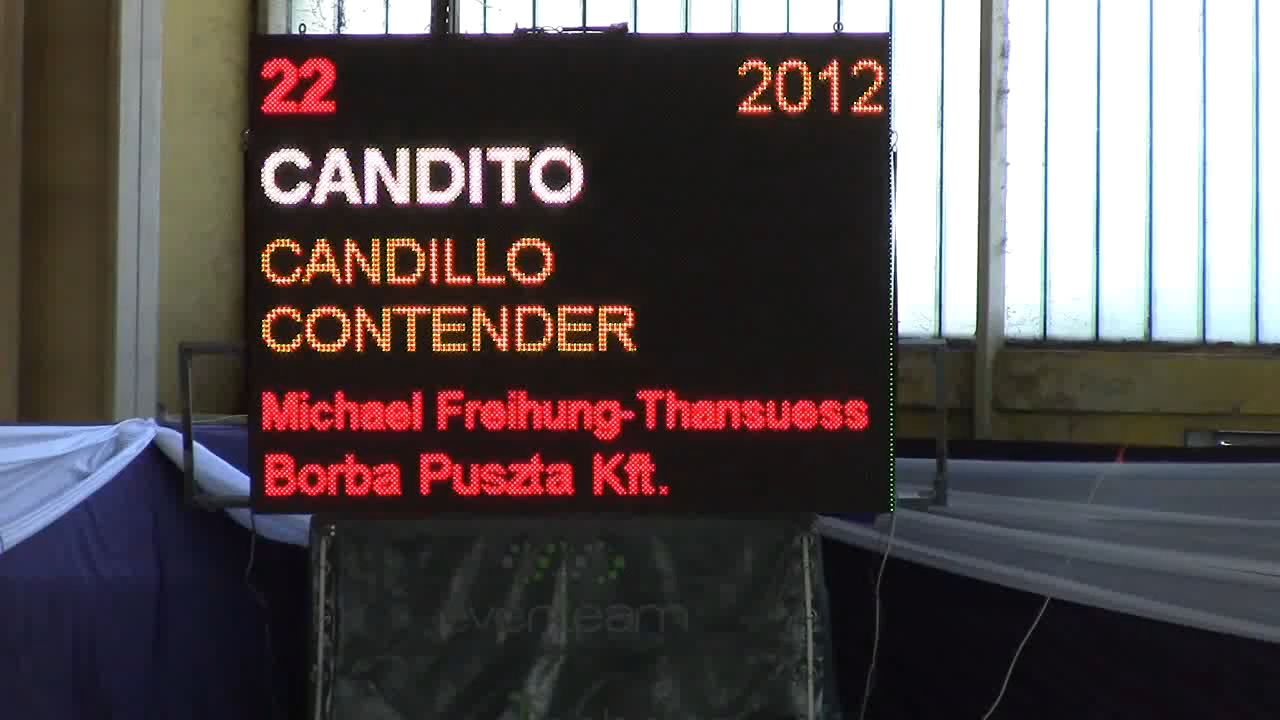 22 2012
CANDITO
CANDILLO
CONTENDER
Michael Freihung-Thansuess
Borba Puszta Kft.